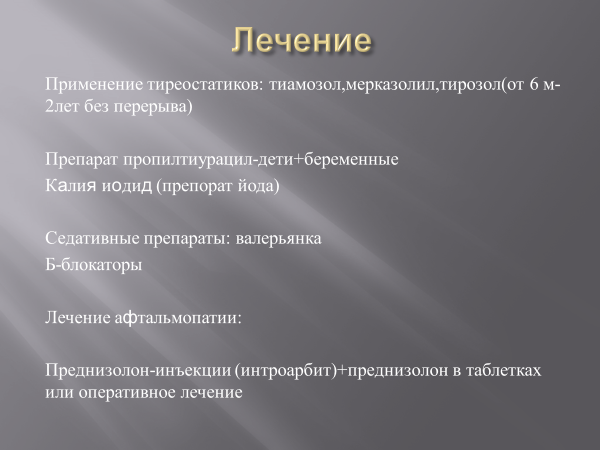 Лечение
Применение тиреостатиков: тиамозол,мерказолил,тирозол(от 6 м-
2лет без перерыва)
Препарат пропилтиурацил-дети+беременные
Калия иодид (препорат йода)
Седативные препараты: валерьянка
Б-блокаторы
Лечение афтальмопатии:
Преднизолон-инъекции (интроарбит)+преднизолон в таблетках
или оперативное лечение